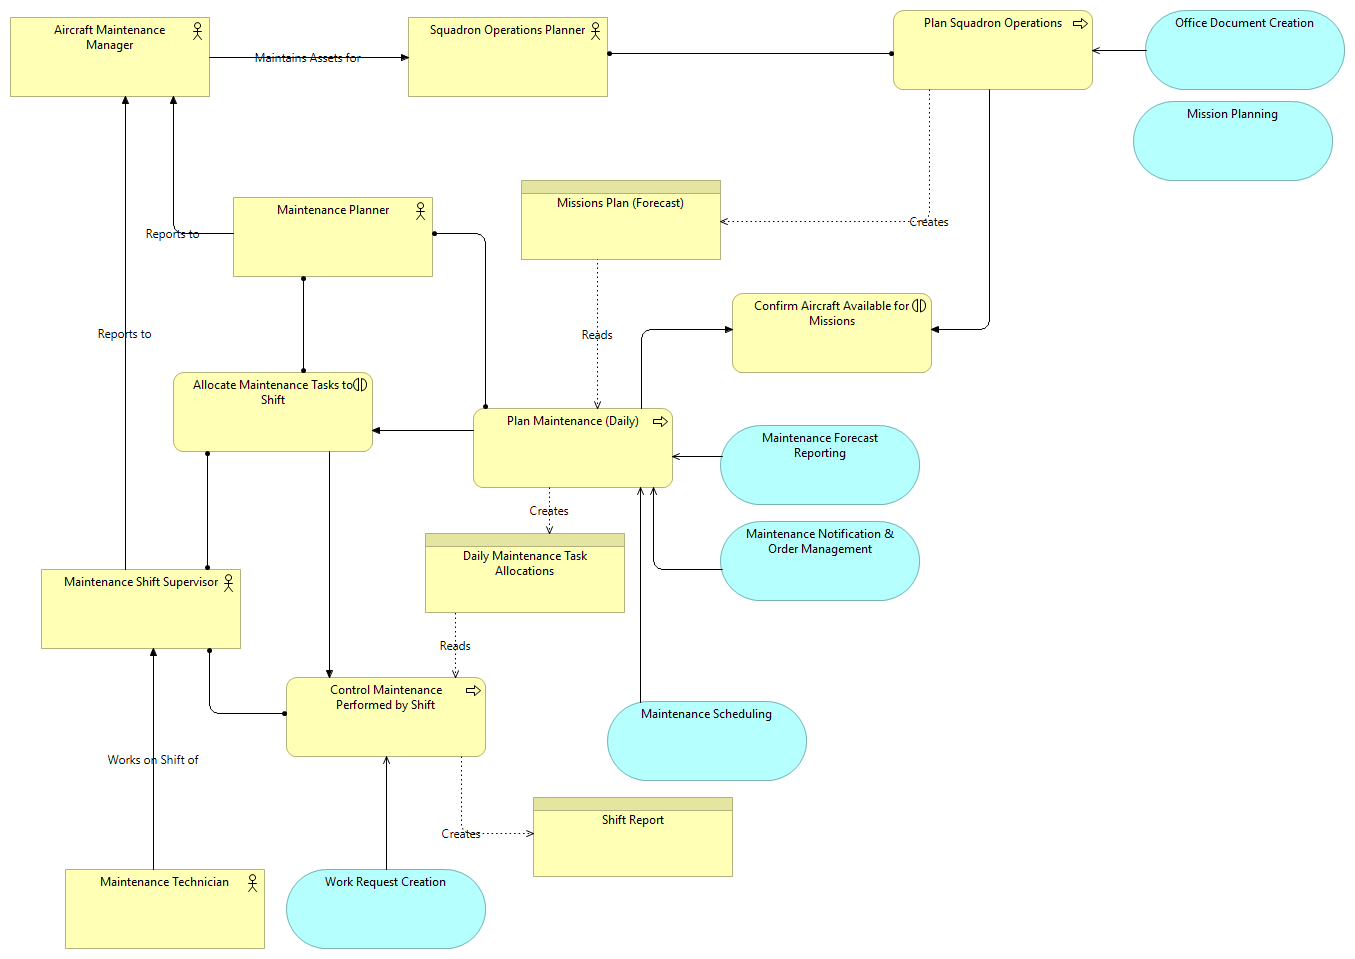 Aircraft Maintenance
Manager
Squadron Operations Planner
Plan Squadron Operations
Office Document Creation
Maintains Assets for
Mission Planning
Maintenance Planner
Missions Plan (Forecast)
Creates
Reports to
Confirm Aircraft Available for
Missions
Reports to
Reads
Allocate Maintenance Tasks to
Shift
Plan Maintenance (Daily)
Maintenance Forecast
Reporting
Creates
Maintenance Notification &
Order Management
Daily Maintenance Task
Allocations
Maintenance Shift Supervisor
Reads
Control Maintenance
Performed by Shift
Maintenance Scheduling
Works on Shift of
Shift Report
Creates
Maintenance Technician
Work Request Creation